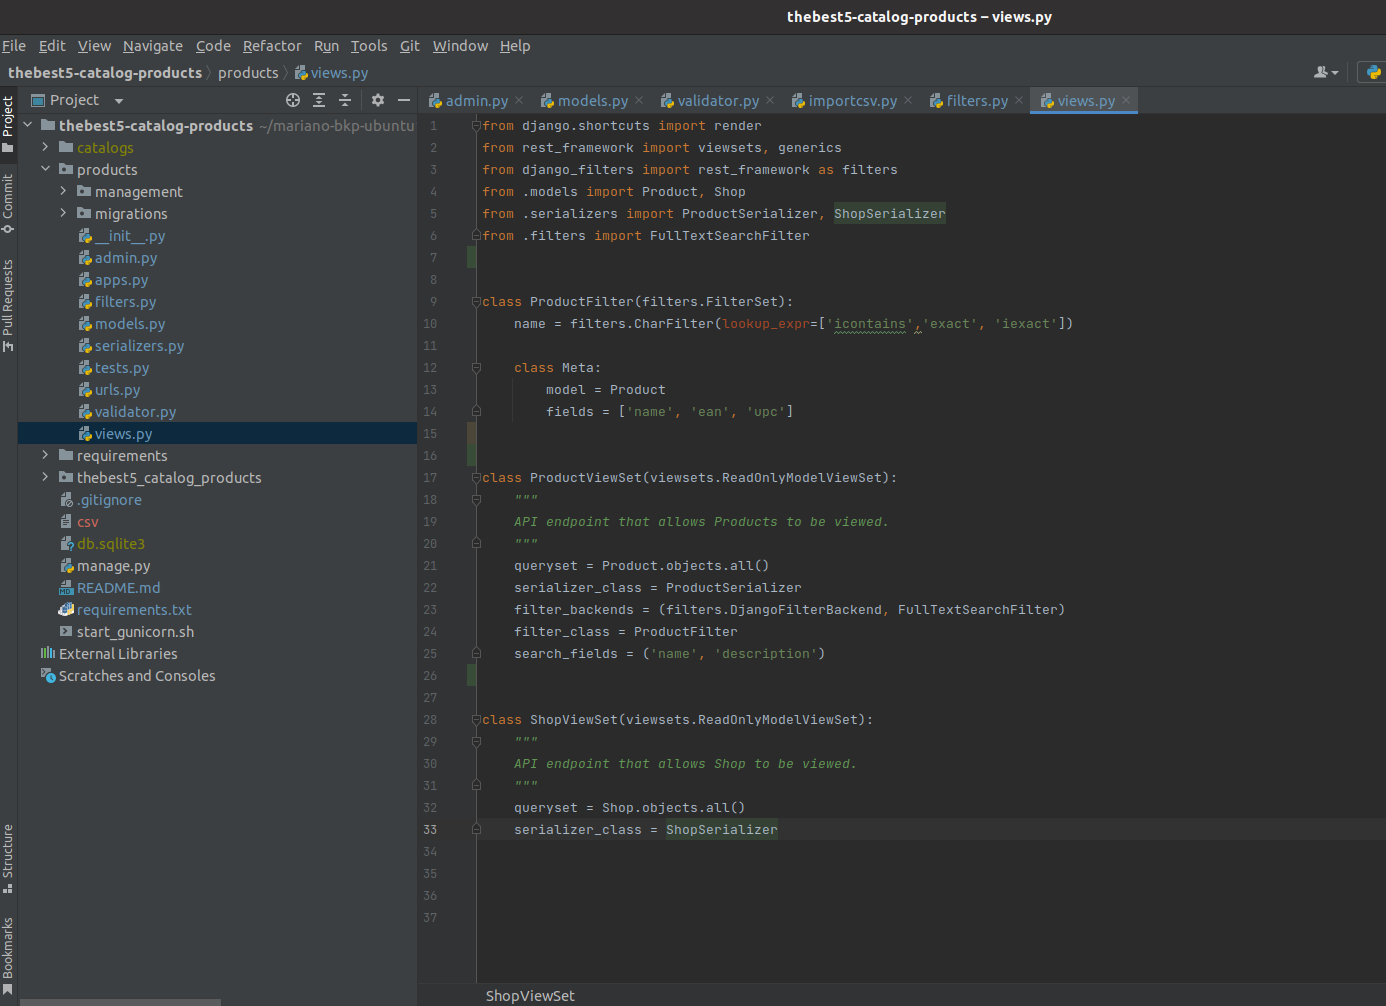 thebest5-catalog-products – views.py
File Edit View Navigate Code Refactor Run Tools Git Window Help
thebest5-catalog-products products views.py
Project
Commit
Pull Requests
Structure
Bookmarks
Project
thebest5-catalog-products ~/mariano-bkp-ubuntu
catalogs
products
management
migrations
__init__.py
admin.py
apps.py
filters.py
models.py
serializers.py
tests.py
urls.py
validator.py
views.py
requirements
thebest5_catalog_products
.gitignore
csv
db.sqlite3
manage.py
README.md
requirements.txt
start_gunicorn.sh
External Libraries
Scratches and Consoles
admin.py models.py validator.py importcsv.py filters.py views.py
1 from django.shortcuts import render
2 from rest_framework import viewsets, generics
3 from django_filters import rest_framework as filters
4 from .models import Product, Shop
5 from .serializers import ProductSerializer, ShopSerializer
6 from .filters import FullTextSearchFilter
7
8
9 class ProductFilter(filters.FilterSet):
10 name = filters.CharFilter(lookup_expr=['icontains','exact', 'iexact'])
11
12 class Meta:
13 model = Product
14 fields = ['name', 'ean', 'upc']
15
16
17 class ProductViewSet(viewsets.ReadOnlyModelViewSet):
18 """
19 API endpoint that allows Products to be viewed.
20 """
21 queryset = Product.objects.all()
22 serializer_class = ProductSerializer
23 filter_backends = (filters.DjangoFilterBackend, FullTextSearchFilter)
24 filter_class = ProductFilter
25 search_fields = ('name', 'description')
26
27
28 class ShopViewSet(viewsets.ReadOnlyModelViewSet):
29 """
30 API endpoint that allows Shop to be viewed.
31 """
32 queryset = Shop.objects.all()
33 serializer_class = ShopSerializer
34
35
36
37
ShopViewSet